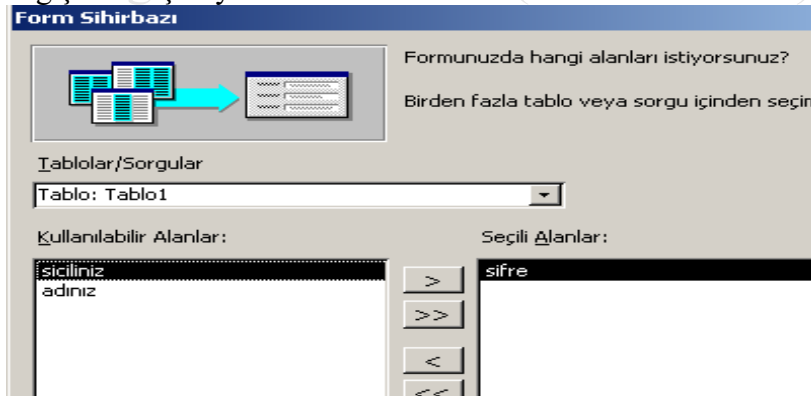 Form Sihirbazı
Formunuzda hangi alanları istiyorsunuz?
Birden fazla tablo veya sorgu içinden
Tablolar/Sorgular
Tablo: Tablo1
Kullanılabilir Alanlar:
Seçili Alanlar:
siciliniz
adınız
sifre
>
>>
<
<<